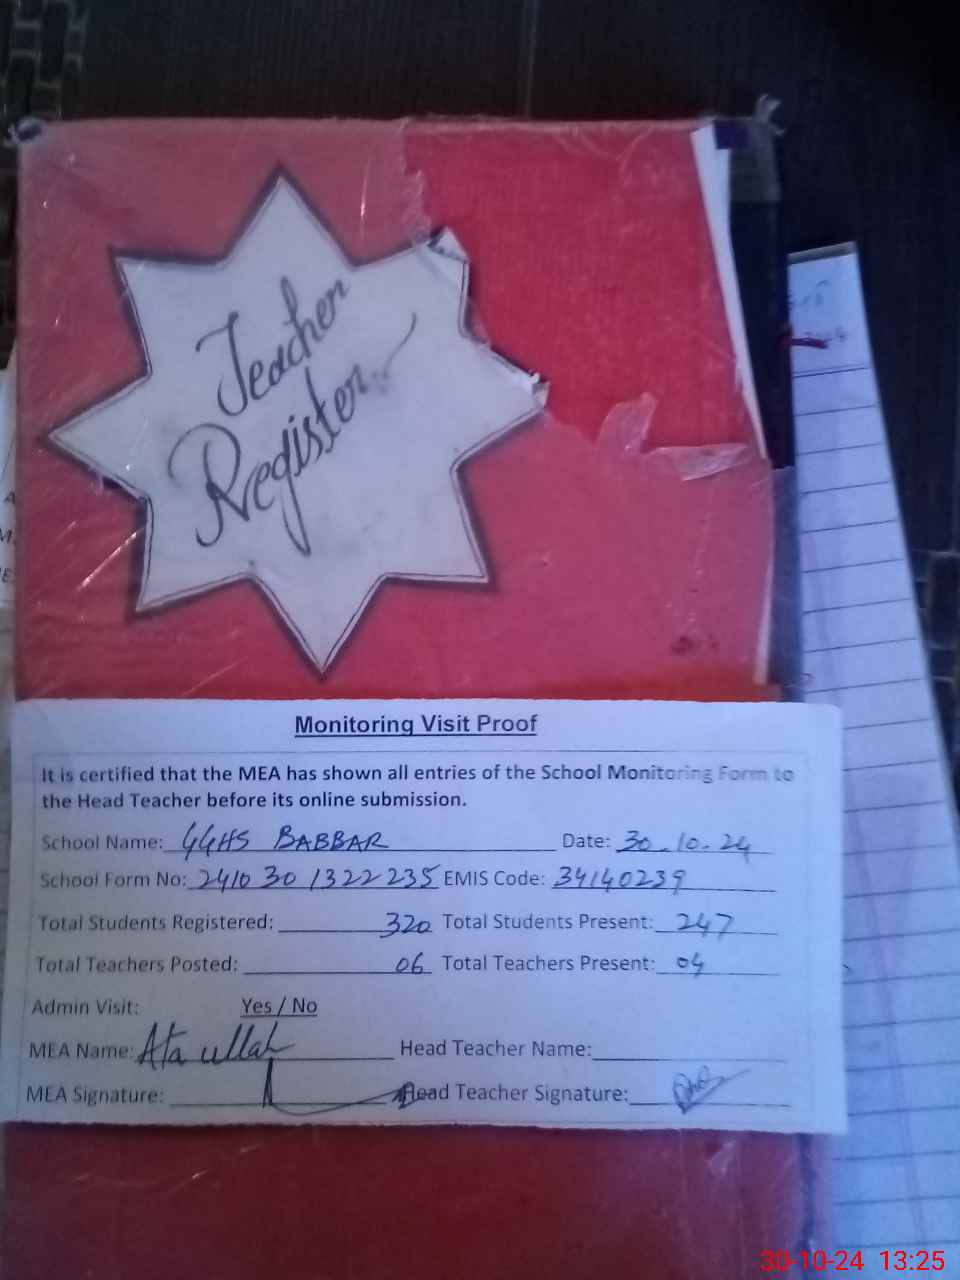 Teacher
Register
Monitoring Visit Proof
It is certified that the MEA has shown all entries of the School Monitoring Form to
the Head Teacher before its online submission.
School Name: GGHS BABBAR Date: 30.10.24
School Form No: 2410 30 1322235 EMIS Code: 34140239
Total Students Registered: 320 Total Students Present: 247
Total Teachers Posted: 06 Total Teachers Present: 04
Admin Visit: Yes / No
MEA Name: Ata ullah Head Teacher Name:
MEA Signature: Head Teacher Signature:
30-10-24 13:25